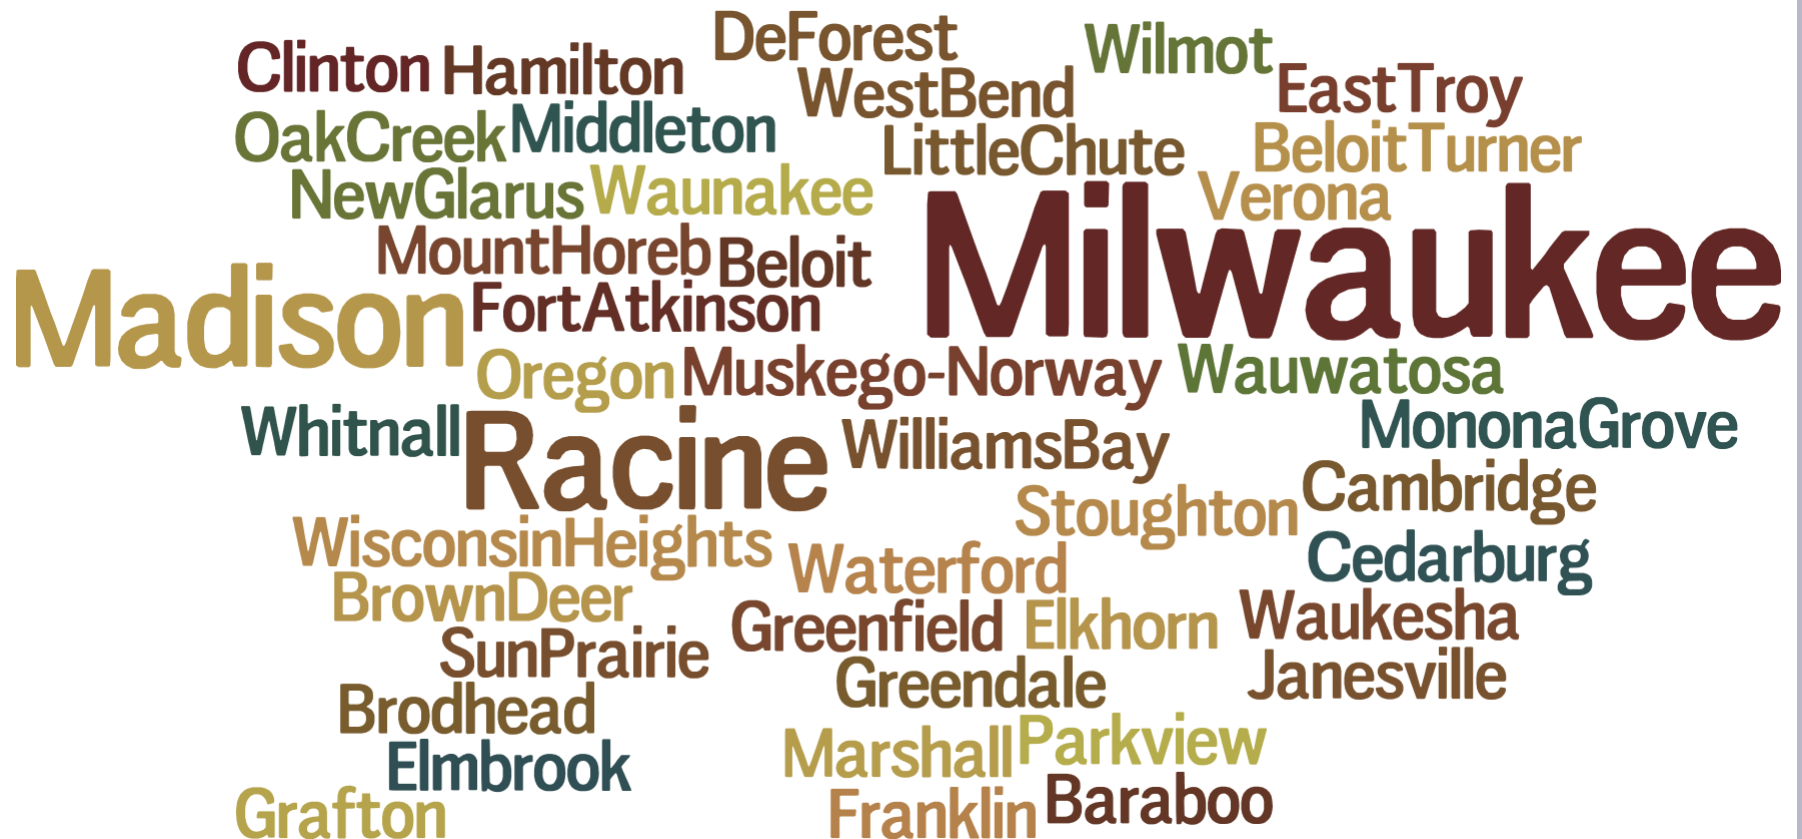 DeForest
Wilmot
Clinton
Hamilton
WestBend
EastTroy
OakCreek
Middleton
LittleChute
BeloitTurner
NewGlarus
Waunakee
Verona
Milwaukee
MountHoreb
Beloit
Madison
FortAtkinson
Oregon
Muskego-Norway
Wauwatosa
Whitnall
Racine
WilliamsBay
MononaGrove
Cambridge
Stoughton
WisconsinHeights
Waterford
Cedarburg
BrownDeer
Greenfield
Elkhorn
Waukesha
SunPrairie
Greendale
Janesville
Brodhead
Marshall
Parkview
Elmbrook
Grafton
Franklin
Baraboo